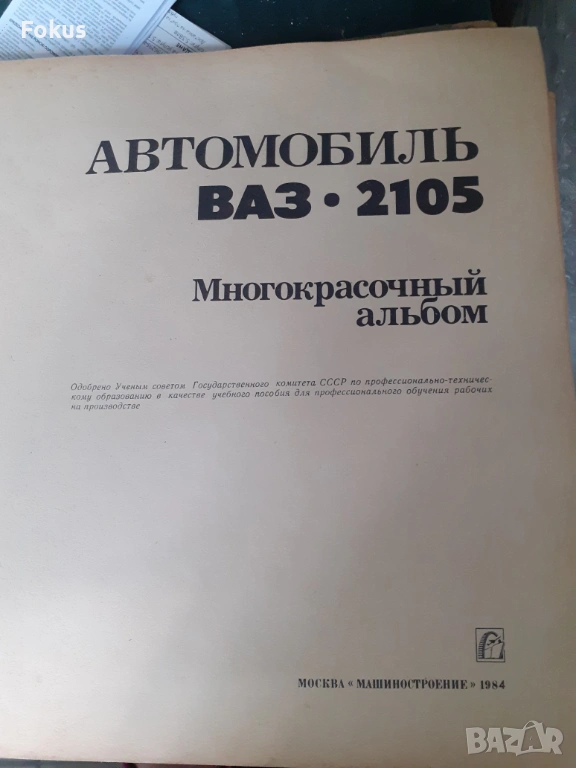 Fokus
АВТОМОБИЛЬ
ВАЗ • 2105
Многокрасочный
альбом
Одобрено Ученым советом Государственного комитета СССР по профессионально-техничес-
кому образованию в качестве учебного пособия для профессионального обучения рабочих
на производстве
МОСКВА «МАШИНОСТРОЕНИЕ» 1984
BAZAR